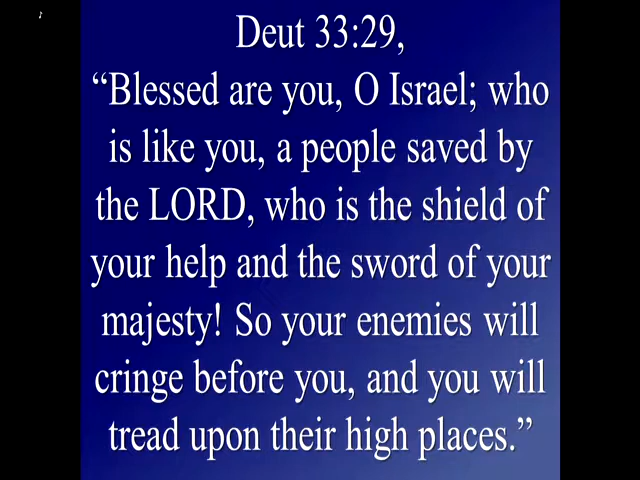 Deut 33:29,
“Blessed are you, O Israel; who
is like you, a people saved by
the LORD, who is the shield of
your help and the sword of your
majesty! So your enemies will
cringe before you, and you will
tread upon their high places.”